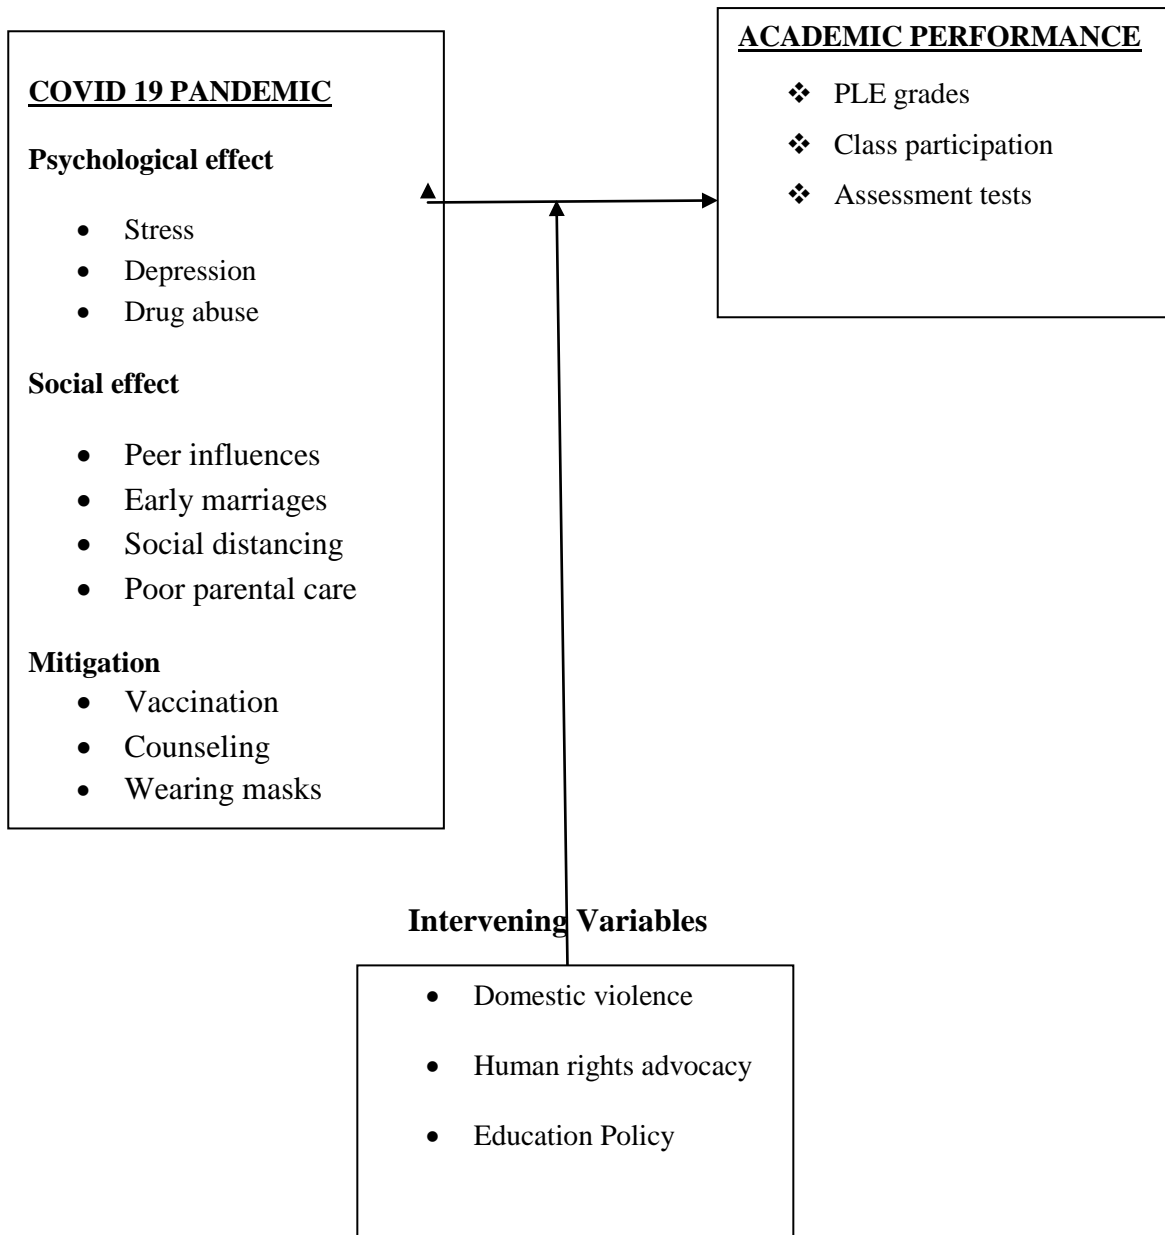 COVID 19 PANDEMIC
Psychological effect
• Stress
• Depression
• Drug abuse
Social effect
• Peer influences
• Early marriages
• Social distancing
• Poor parental care
Mitigation
• Vaccination
• Counseling
• Wearing masks
ACADEMIC PERFORMANCE
❖ PLE grades
❖ Class participation
❖ Assessment tests
Intervening Variables
• Domestic violence
• Human rights advocacy
• Education Policy